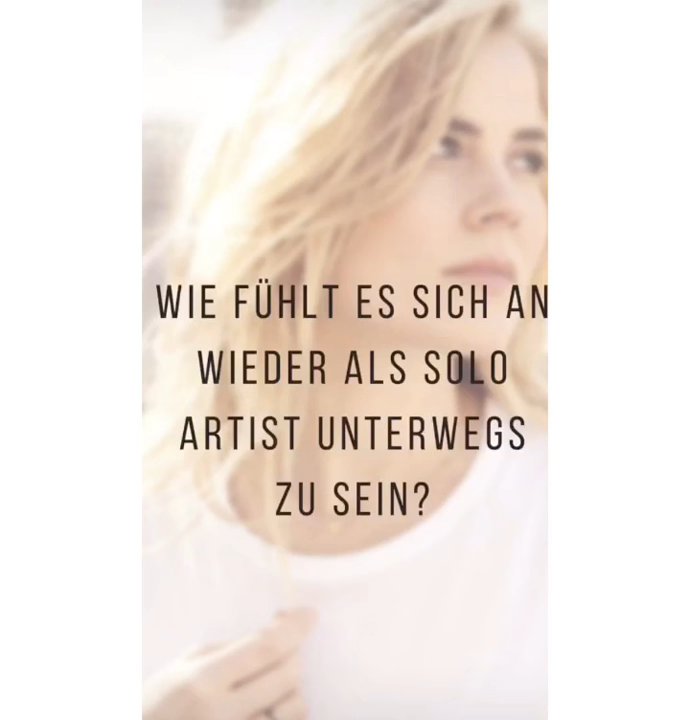 WIE FÜHLT ES SICH AN
WIEDER ALS SOLO
ARTIST UNTERWEGS
ZU SEIN?